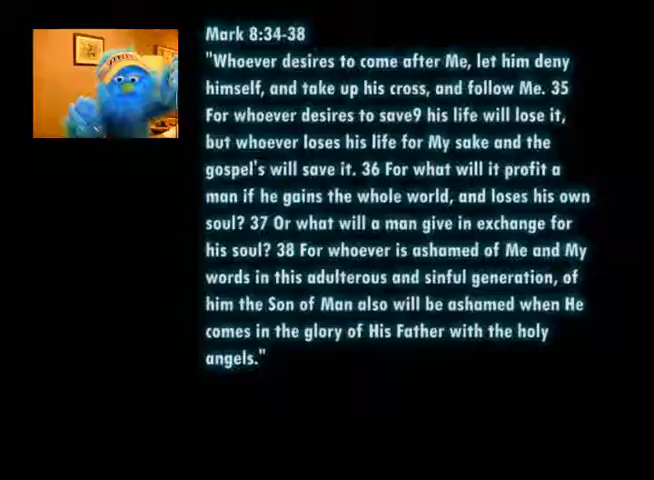 Mark 8:34-38
"Whoever desires to come after Me, let him deny
himself, and take up his cross, and follow Me. 35
For whoever desires to save9 his life will lose it,
but whoever loses his life for My sake and the
gospel's will save it. 36 For what will it profit a
man if he gains the whole world, and loses his own
soul? 37 Or what will a man give in exchange for
his soul? 38 For whoever is ashamed of Me and My
words in this adulterous and sinful generation, of
him the Son of Man also will be ashamed when He
comes in the glory of His Father with the holy
angels."